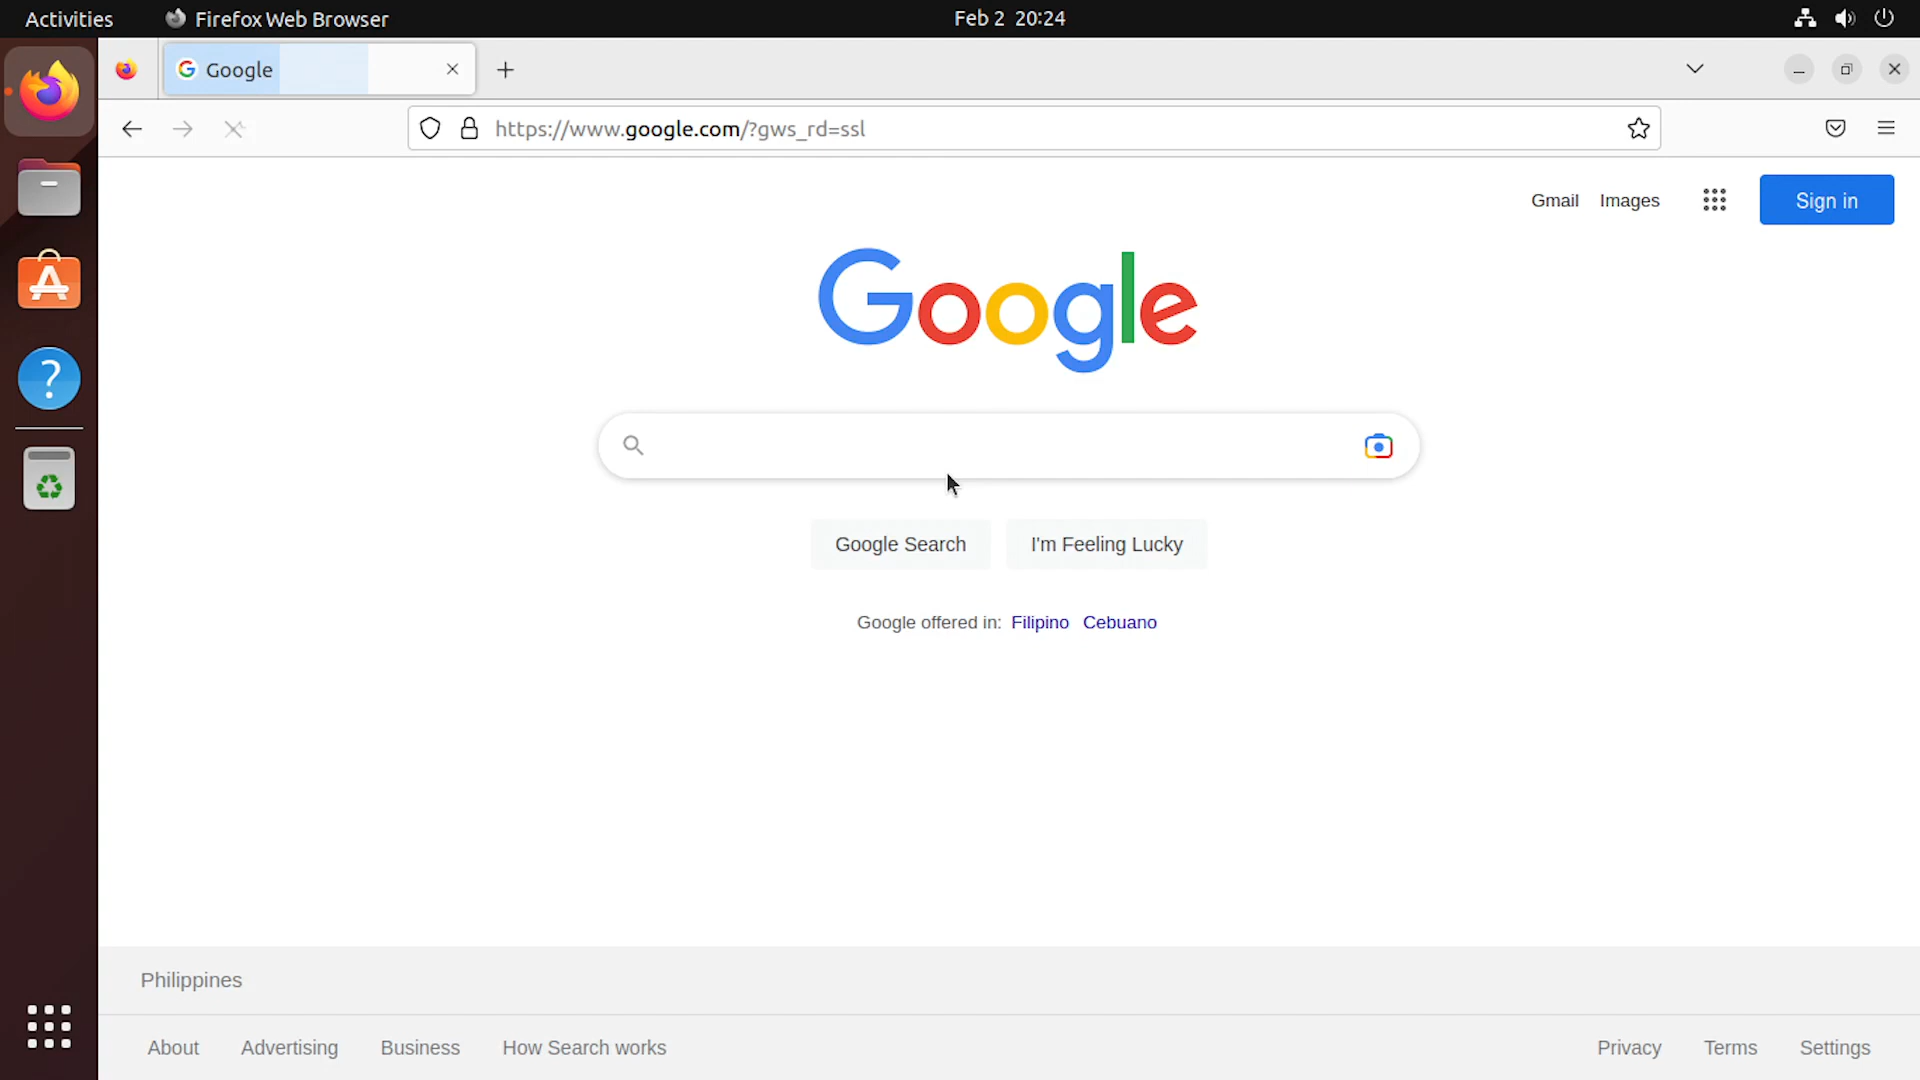 Activities Firefox Web Browser Feb 2 20:24
Google
https://www.google.com/?gws_rd=ssl
Gmail Images Sign in
Google
Google Search I'm Feeling Lucky
Google offered in: Filipino Cebuano
Philippines
About Advertising Business How Search works Privacy Terms Settings